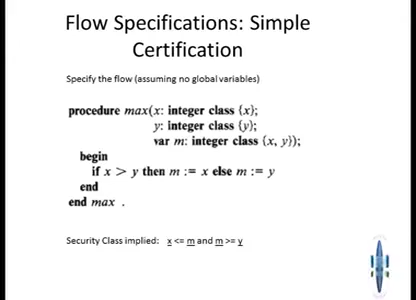 Flow Specifications: Simple
Certification
Specify the flow (assuming no global variables)
procedure max(x: integer class {x};
y: integer class {y};
var m: integer class {x, y});
begin
if x > y then m := x else m := y
end
end max .
Security Class implied: x <= m and m >= y